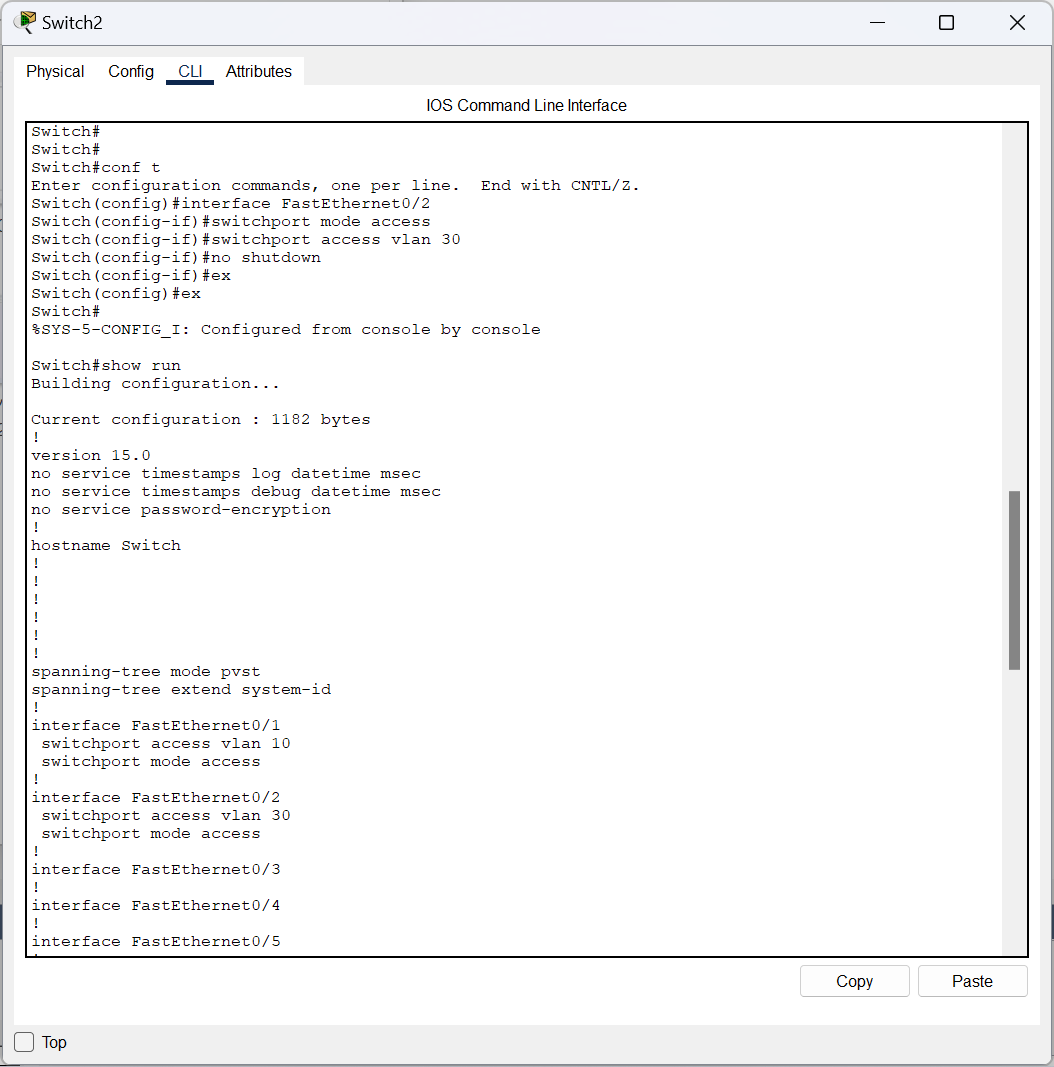 Switch2
Physical Config CLI Attributes
IOS Command Line Interface
Switch#
Switch#
Switch#conf t
Enter configuration commands, one per line.  End with CNTL/Z.
Switch(config)#interface FastEthernet0/2
Switch(config-if)#switchport mode access
Switch(config-if)#switchport access vlan 30
Switch(config-if)#no shutdown
Switch(config-if)#ex
Switch(config)#ex
Switch#
%SYS-5-CONFIG_I: Configured from console by console
Switch#show run
Building configuration...
Current configuration : 1182 bytes
!
version 15.0
no service timestamps log datetime msec
no service timestamps debug datetime msec
no service password-encryption
!
hostname Switch
!
!
!
!
!
!
spanning-tree mode pvst
spanning-tree extend system-id
!
interface FastEthernet0/1
 switchport access vlan 10
 switchport mode access
!
interface FastEthernet0/2
 switchport access vlan 30
 switchport mode access
!
interface FastEthernet0/3
!
interface FastEthernet0/4
!
interface FastEthernet0/5
Copy Paste
Top